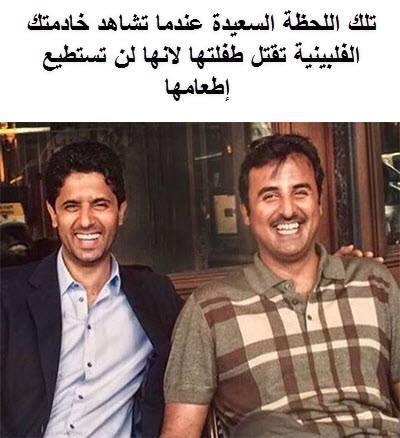 تلك اللحظة السعيدة عندما تشاهد خادمتك
الفلبينية تقتل طفلتها لانها لن تستطيع
إطعامها